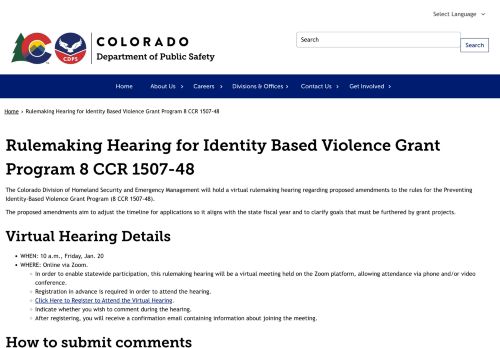 Select Language
COLORADO
Department of Public Safety
CDPS
Search
Search
Home About Us Careers Divisions & Offices Contact Us Get Involved
Home › Rulemaking Hearing for Identity Based Violence Grant Program 8 CCR 1507-48
Rulemaking Hearing for Identity Based Violence Grant
Program 8 CCR 1507-48
The Colorado Division of Homeland Security and Emergency Management will hold a virtual rulemaking hearing regarding proposed amendments to the rules for the Preventing
Identity-Based Violence Grant Program (8 CCR 1507-48).
The proposed amendments aim to adjust the timeline for applications so it aligns with the state fiscal year and to clarify goals that must be furthered by grant projects.
Virtual Hearing Details
• WHEN: 10 a.m., Friday, Jan. 20
• WHERE: Online via Zoom.
◦ In order to enable statewide participation, this rulemaking hearing will be a virtual meeting held on the Zoom platform, allowing attendance via phone and/or video
conference.
◦ Registration in advance is required in order to attend the hearing.
◦ Click Here to Register to Attend the Virtual Hearing.
◦ Indicate whether you wish to comment during the hearing.
◦ After registering, you will receive a confirmation email containing information about joining the meeting.
How to submit comments